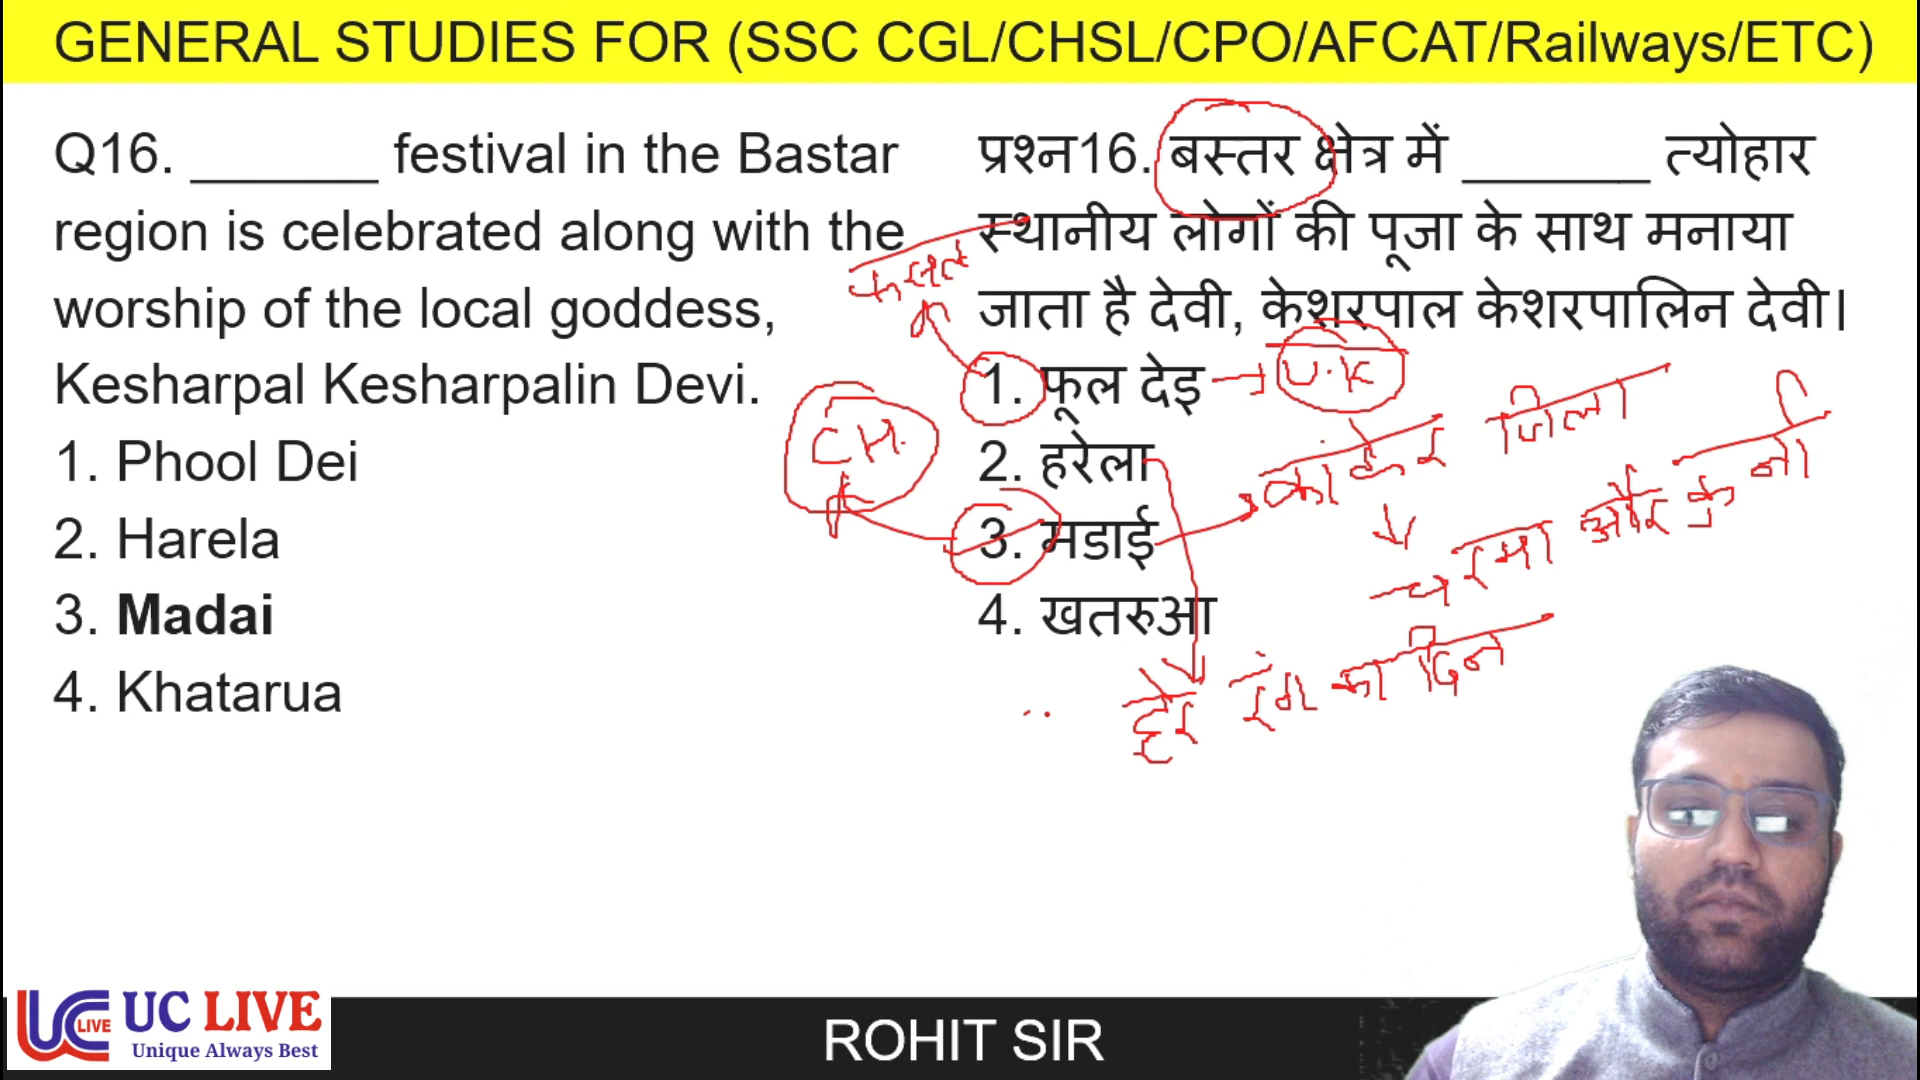 GENERAL STUDIES FOR (SSC CGL/CHSL/CPO/AFCAT/Railways/ETC)
Q16. ______ festival in the Bastar
region is celebrated along with the
worship of the local goddess,
Kesharpal Kesharpalin Devi.
1. Phool Dei
2. Harela
3. Madai
4. Khatarua
प्रश्न16. बस्तर क्षेत्र में ______ त्योहार
स्थानीय लोगों की पूजा के साथ मनाया
जाता है देवी, केशरपाल केशरपालिन देवी।
1. फूल देइ
U.K
2. हरेला
3. मडाई
4. खतरुआ
C.H.
कांकेर जिला
चरमा और कुर्ना
हरे रंग का दिन
UC LIVE
LIVE
Unique Always Best
ROHIT SIR